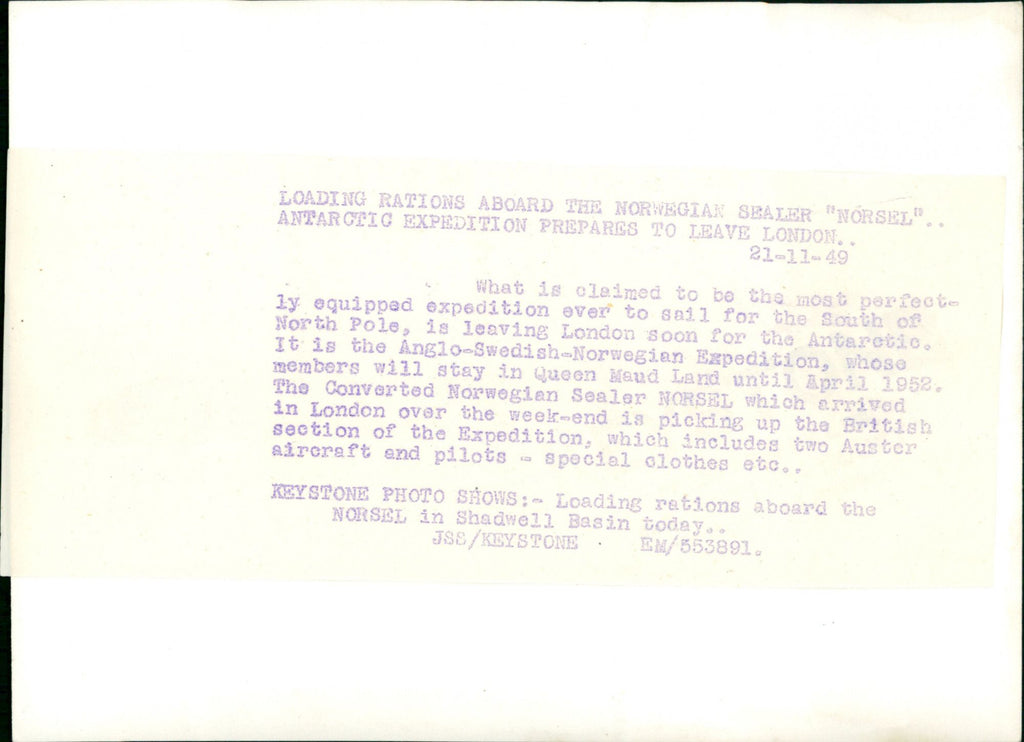 LOADING RATIONS ABOARD THE NORWEGIAN SEALER "NORSEL"..
ANTARCTIC EXPEDITION PREPARES TO LEAVE LONDON..
21-11-49
What is claimed to be the most perfect-
ly equipped expedition ever to sail for the South of
North Pole, is leaving London soon for the Antarctic.
It is the Anglo-Swedish-Norwegian Expedition, whose
members will stay in Queen Maud Land until April 1952.
The Converted Norwegian Sealer NORSEL which arrived
in London over the week-end is picking up the British
section of the Expedition, which includes two Auster
aircraft and pilots - special clothes etc..
KEYSTONE PHOTO SHOWS:- Loading rations aboard the
NORSEL in Shadwell Basin today..
JSS/KEYSTONE EM/553891.